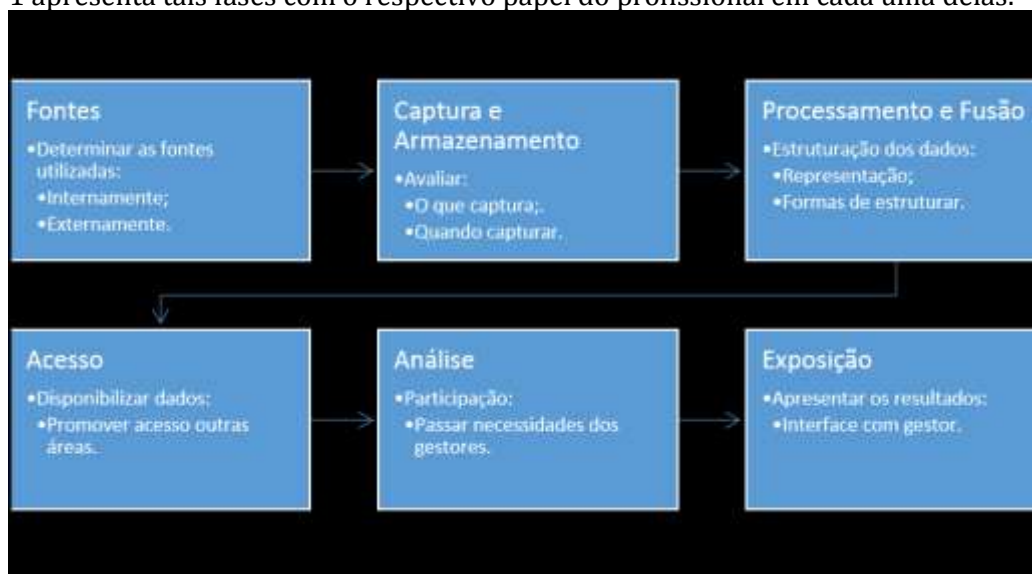 1 apresenta tais fases com o respectivo papel do profissional em cada uma delas.
Fontes
•Determinar as fontes
utilizadas:
•Internamente;
•Externamente.
Captura e
Armazenamento
•Avaliar:
•O que captura;.
•Quando capturar.
Processamento e Fusão
•Estruturação dos dados:
•Representação;
•Formas de estruturar.
Acesso
•Disponibilizar dados:
•Promover acesso outras
áreas.
Análise
•Participação:
•Passar necessidades dos
gestores.
Exposição
•Apresentar os resultados:
•Interface com gestor.